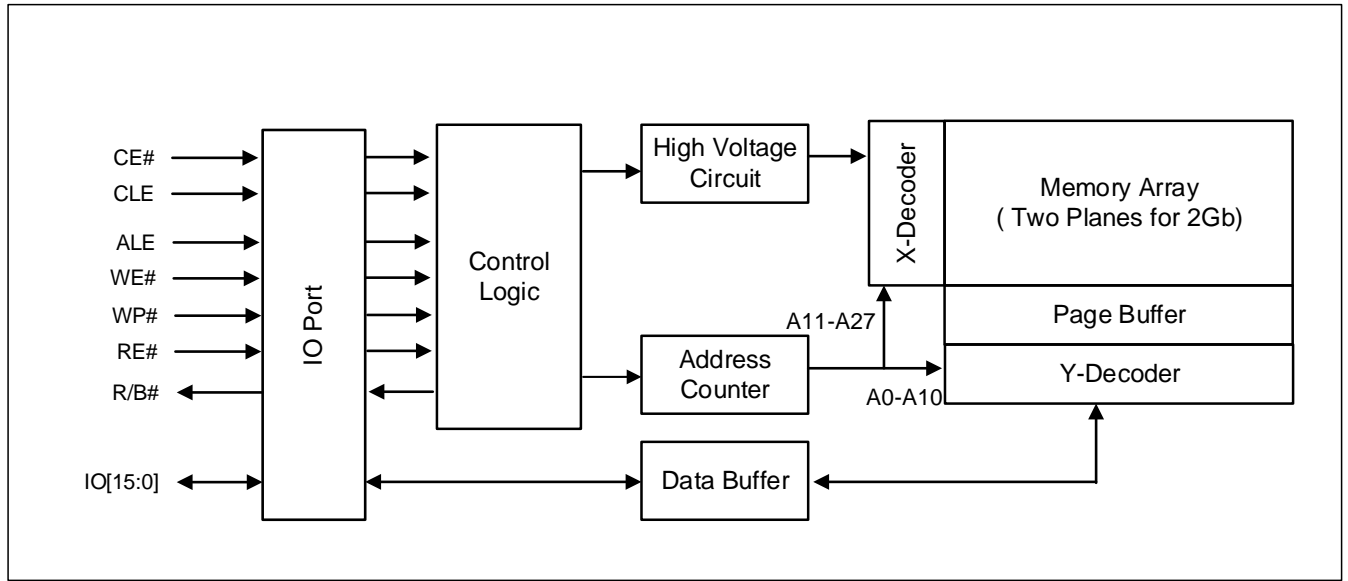 CE#
CLE
ALE
WE#
WP#
RE#
R/B#
IO[15:0]
IO Port
Control
Logic
High Voltage
Circuit
Address
Counter
Data Buffer
A11-A27
A0-A10
X-Decoder
Memory Array
( Two Planes for 2Gb)
Page Buffer
Y-Decoder